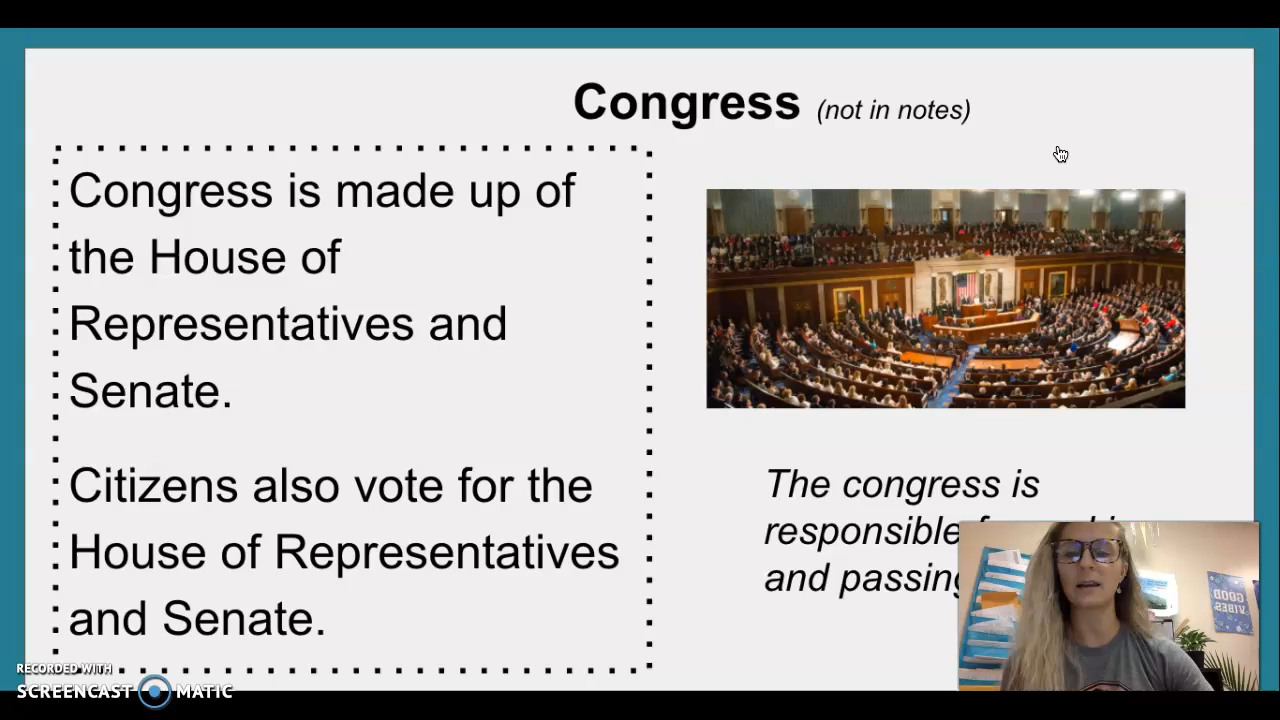 Congress (not in notes)
Congress is made up of
the House of
Representatives and
Senate.
Citizens also vote for the
House of Representatives
and Senate.
The congress is
responsible
and passing
GOOD
VIBES
RECORDED WITH
SCREENCAST MATIC